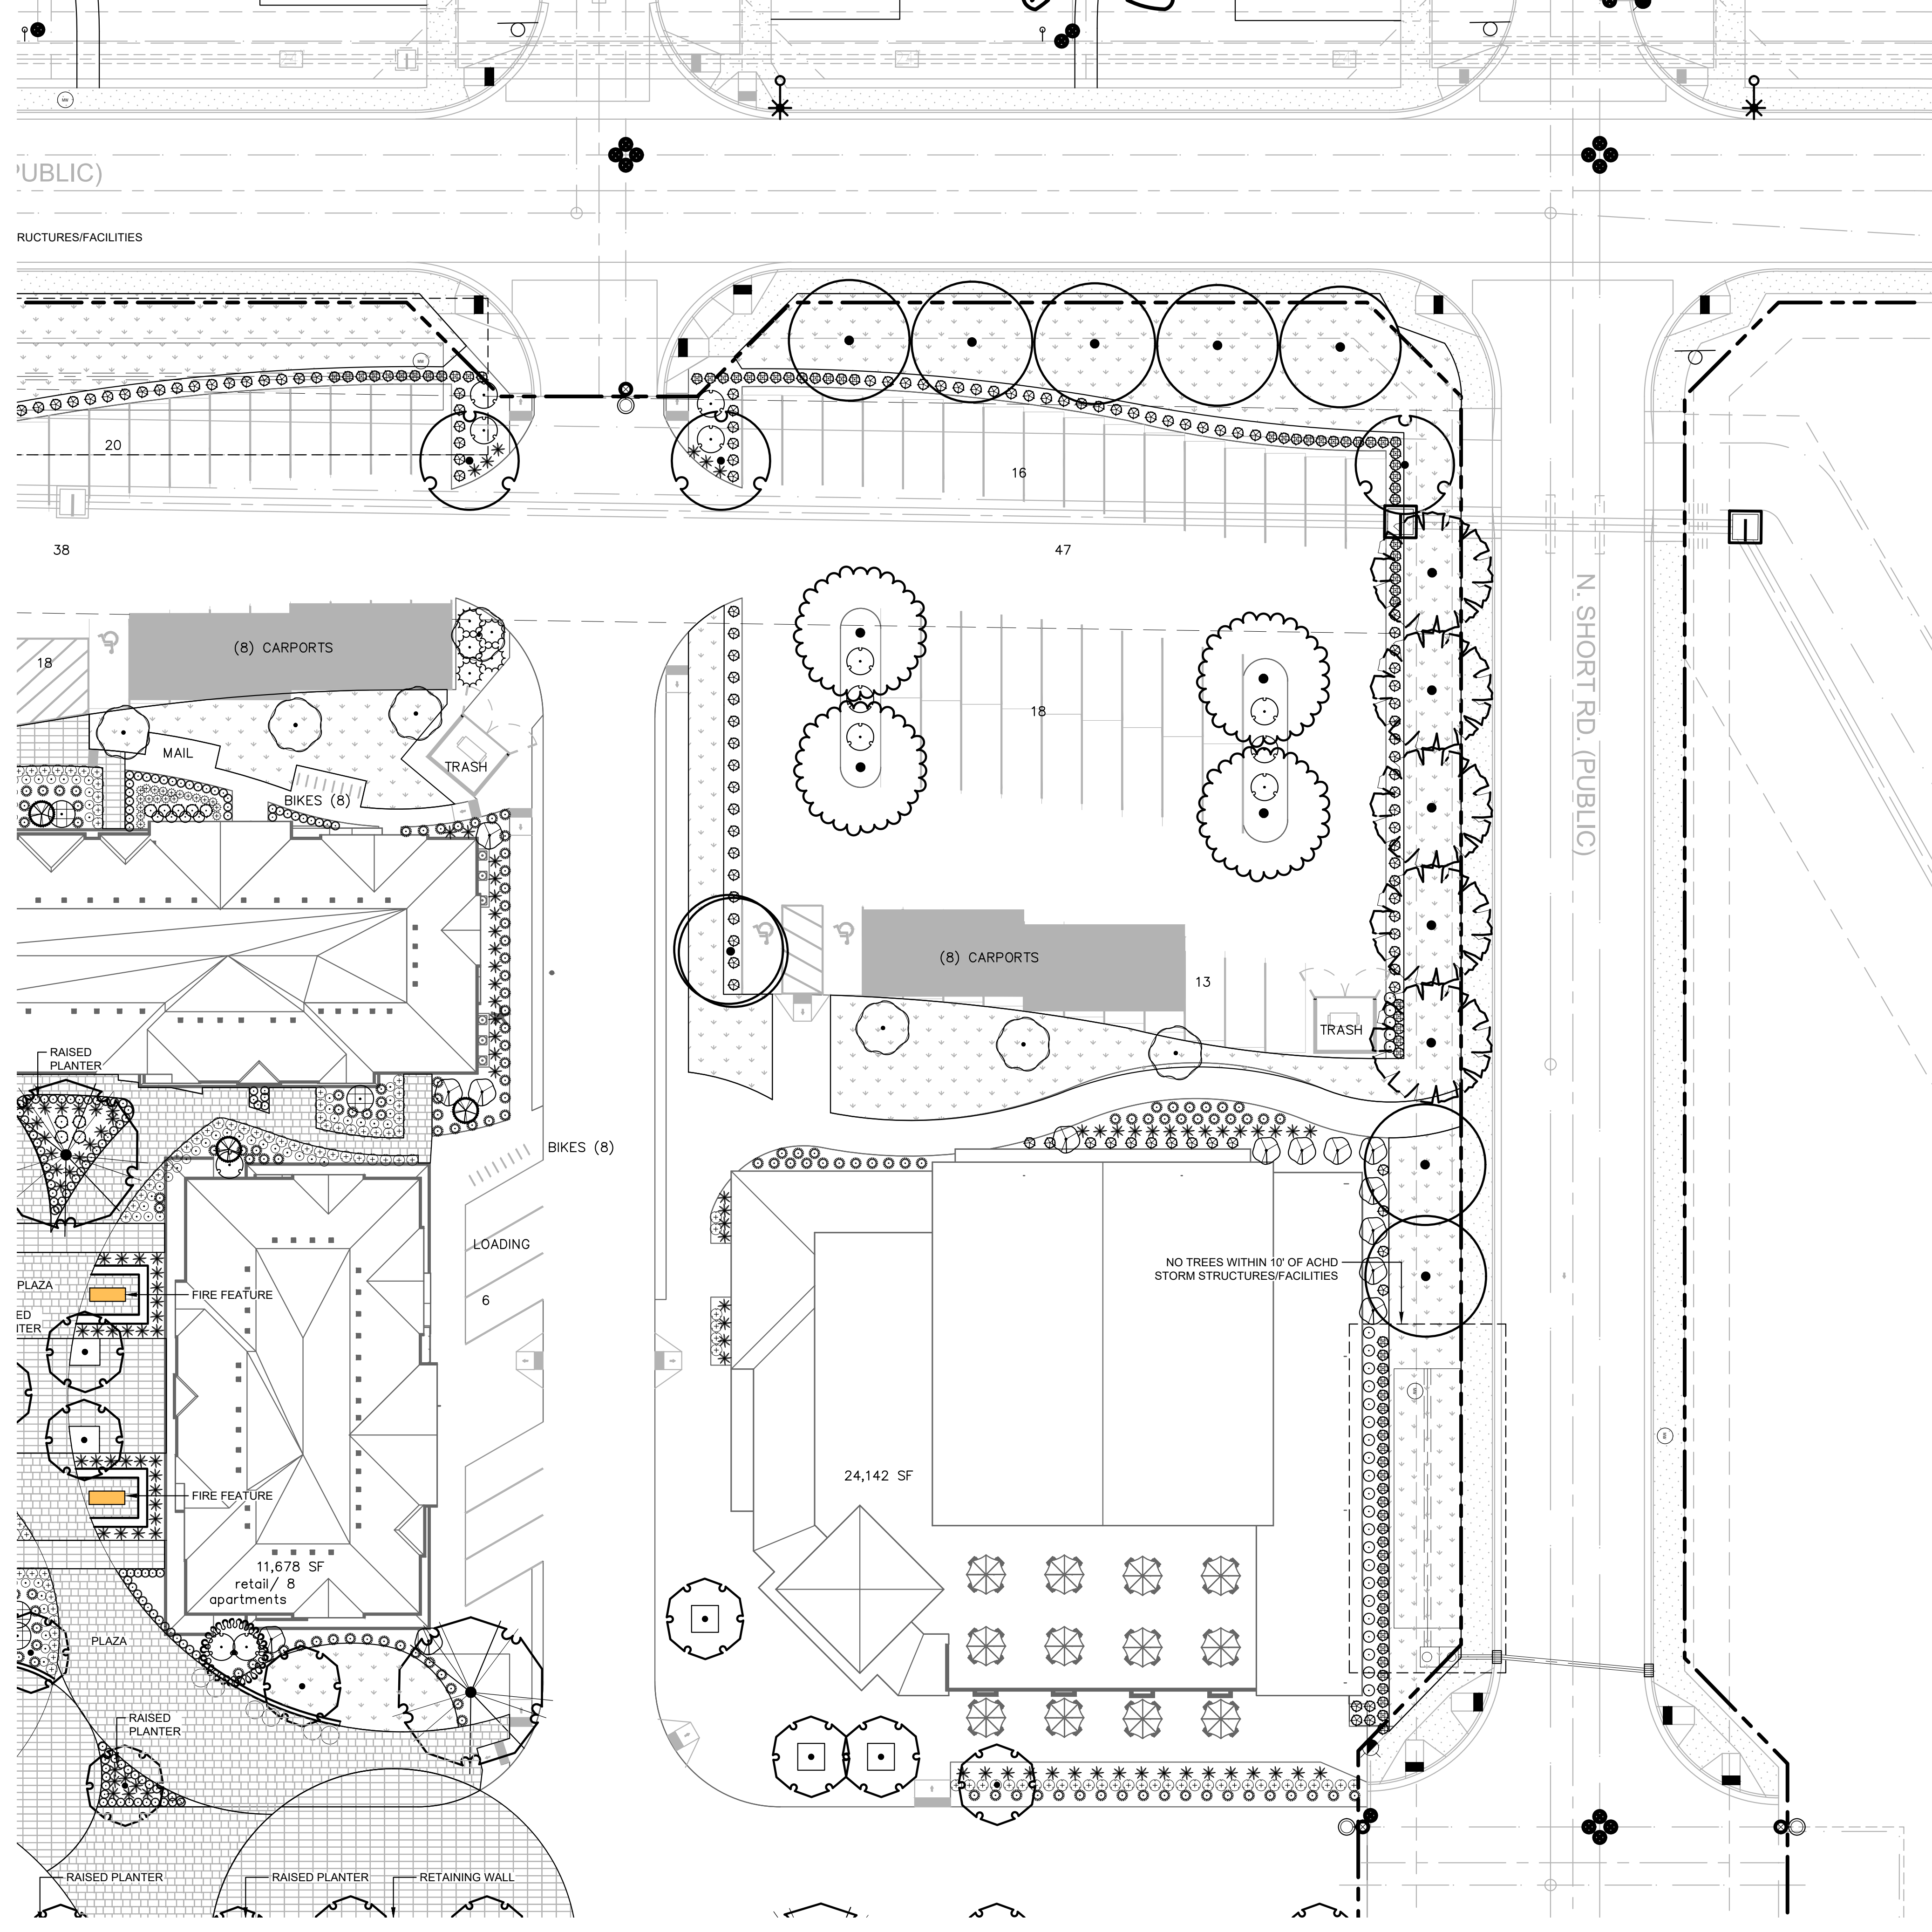 PUBLIC)
RUCTURES/FACILITIES
20
16
38
47
N. SHORT RD. (PUBLIC)
18
(8) CARPORTS
18
MAIL
TRASH
BIKES (8)
(8) CARPORTS
13
TRASH
RAISED
PLANTER
BIKES (8)
LOADING
NO TREES WITHIN 10' OF ACHD
STORM STRUCTURES/FACILITIES
PLAZA
FIRE FEATURE
6
ED
NTER
24,142 SF
FIRE FEATURE
11,678 SF
retail/ 8
apartments
PLAZA
RAISED
PLANTER
RAISED PLANTER
RAISED PLANTER
RETAINING WALL